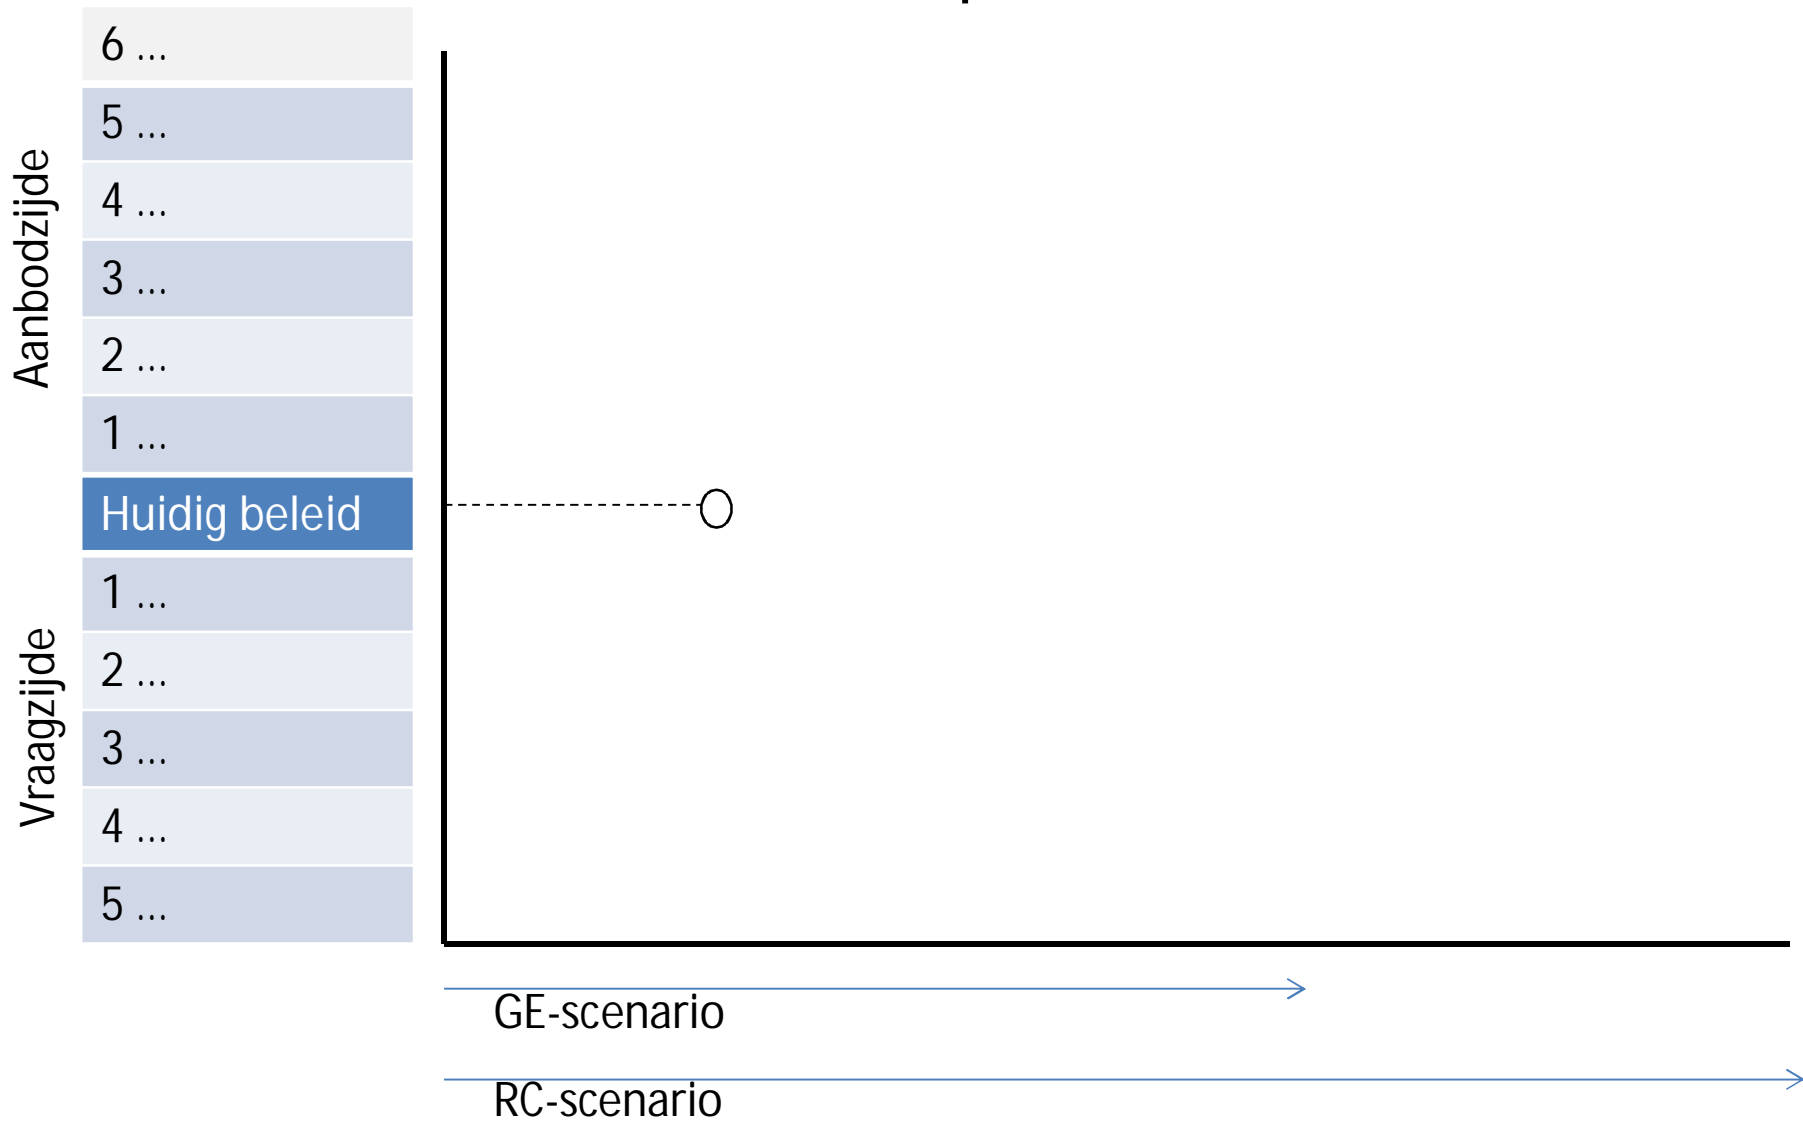 Aanbodzijde
6 ...
5 ...
4 ...
3 ...
2 ...
1 ...
Huidig beleid
Vraagzijde
1 ...
2 ...
3 ...
4 ...
5 ...
GE-scenario
RC-scenario